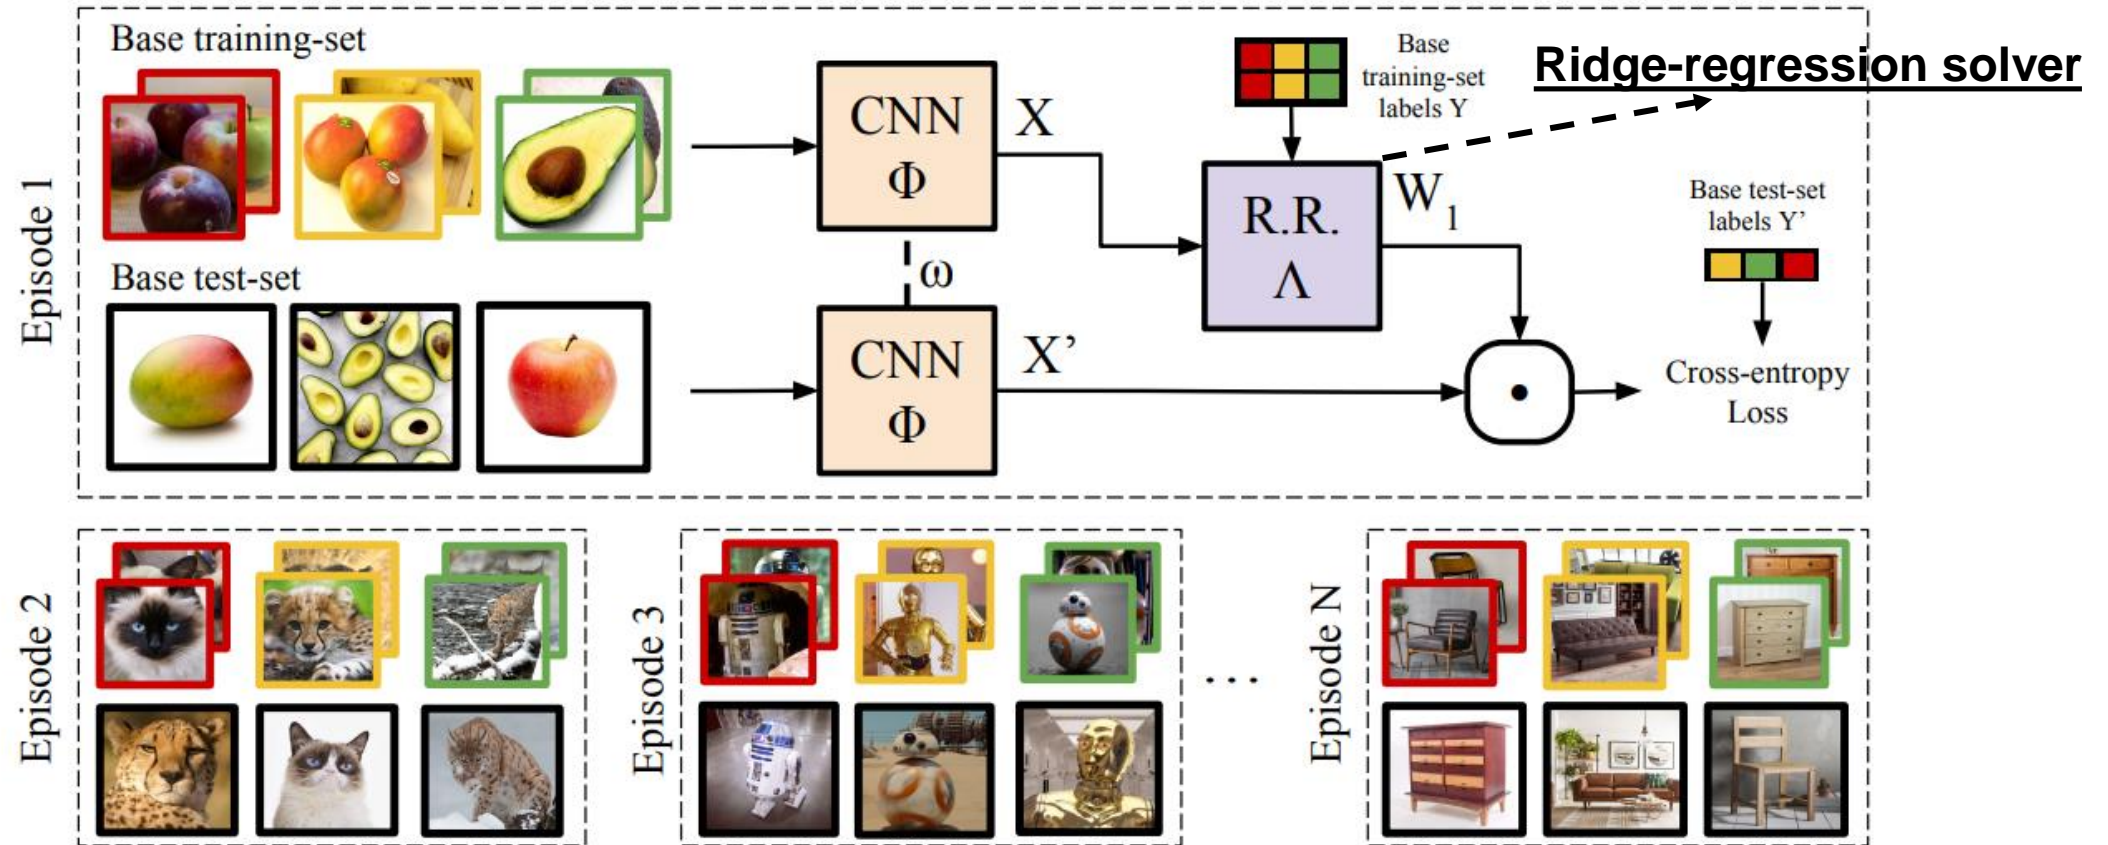 Base training-set
Base
training-set
labels Y
Ridge-regression solver
CNN
Φ
X
R.R.
Λ
W1
Base test-set
labels Y’
Episode 1
Base test-set
ω
CNN
Φ
X’
Cross-entropy
Loss
Episode 2
Episode 3
...
Episode N